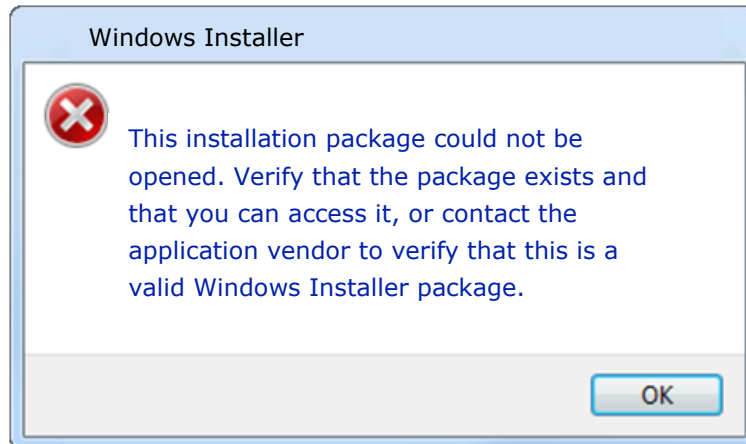 Windows Installer
This installation package could not be
opened. Verify that the package exists and
that you can access it, or contact the
application vendor to verify that this is a
valid Windows Installer package.
OK